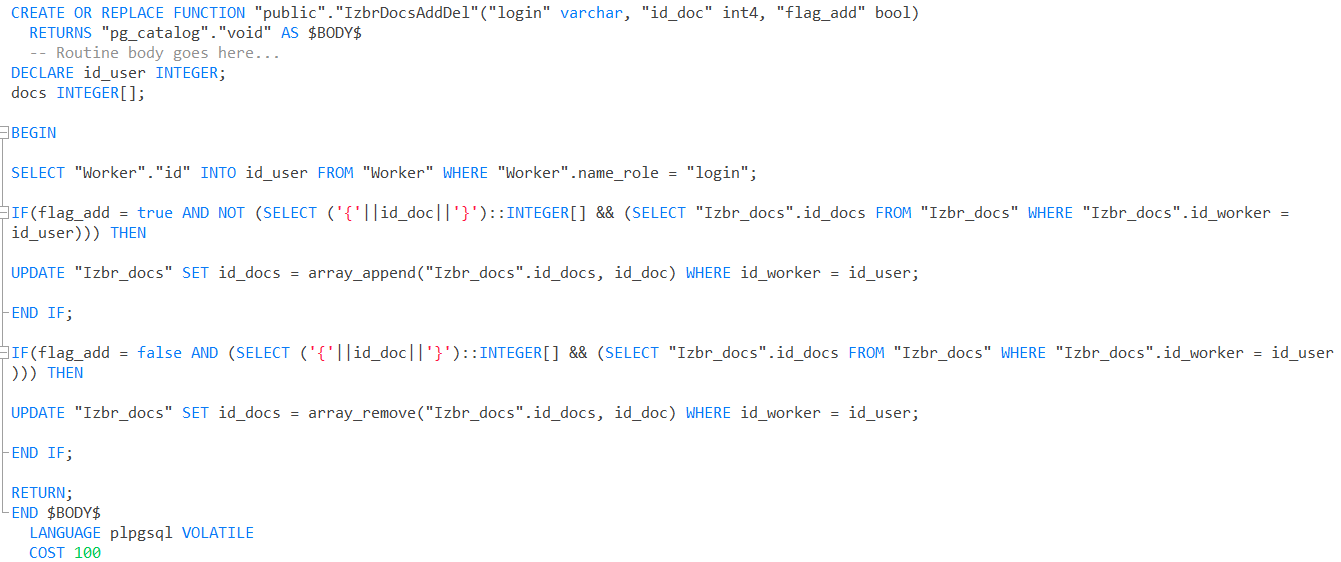 CREATE OR REPLACE FUNCTION "public"."IzbrDocsAddDel"("login" varchar, "id_doc" int4, "flag_add" bool)
  RETURNS "pg_catalog"."void" AS $BODY$
  -- Routine body goes here...
DECLARE id_user INTEGER;
docs INTEGER[];
BEGIN
SELECT "Worker"."id" INTO id_user FROM "Worker" WHERE "Worker".name_role = "login";
IF(flag_add = true AND NOT (SELECT ('{'||id_doc||'}')::INTEGER[] && (SELECT "Izbr_docs".id_docs FROM "Izbr_docs" WHERE "Izbr_docs".id_worker =
id_user))) THEN
UPDATE "Izbr_docs" SET id_docs = array_append("Izbr_docs".id_docs, id_doc) WHERE id_worker = id_user;
END IF;
IF(flag_add = false AND (SELECT ('{'||id_doc||'}')::INTEGER[] && (SELECT "Izbr_docs".id_docs FROM "Izbr_docs" WHERE "Izbr_docs".id_worker = id_user
))) THEN
UPDATE "Izbr_docs" SET id_docs = array_remove("Izbr_docs".id_docs, id_doc) WHERE id_worker = id_user;
END IF;
RETURN;
END $BODY$
  LANGUAGE plpgsql VOLATILE
  COST 100